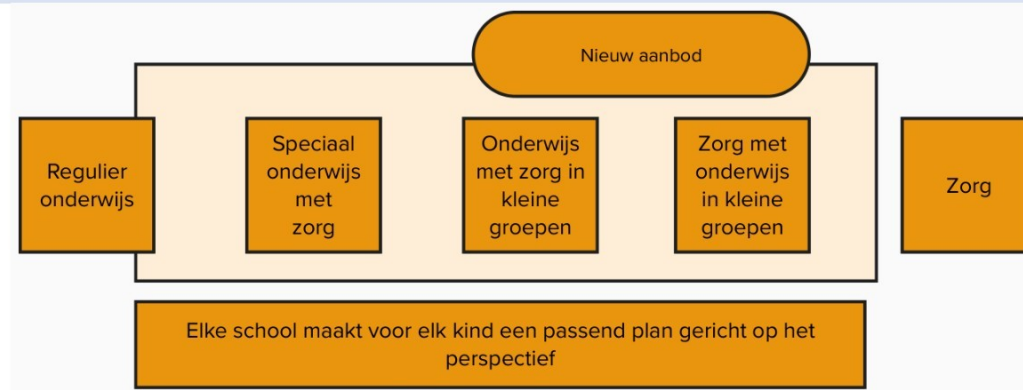 Nieuw aanbod
Regulier
onderwijs
Speciaal
onderwijs
met
zorg
Onderwijs
met zorg in
kleine
groepen
Zorg met
onderwijs
in kleine
groepen
Zorg
Elke school maakt voor elk kind een passend plan gericht op het
perspectief